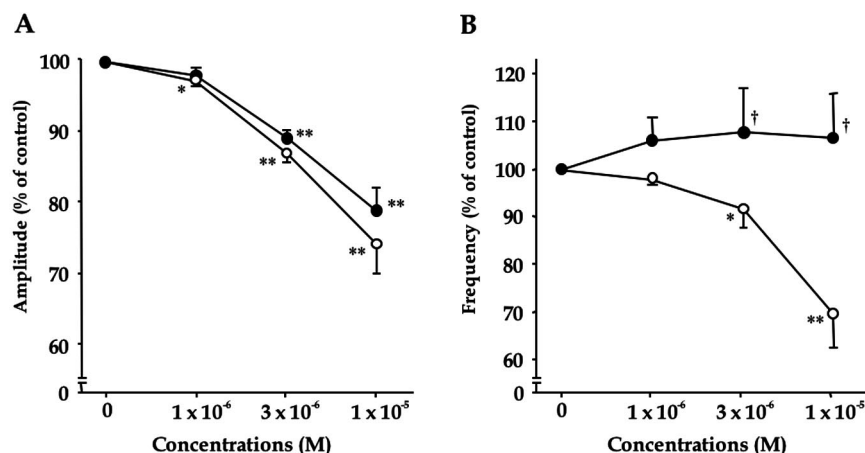 A
Amplitude (% of control)
100
90
80
70
60
0
*
**
**
**
**
0
1 x 10⁻⁶
3 x 10⁻⁶
1 x 10⁻⁵
Concentrations (M)
B
Frequency (% of control)
120
110
100
90
80
70
60
0
†
†
*
**
0
1 x 10⁻⁶
3 x 10⁻⁶
1 x 10⁻⁵
Concentrations (M)